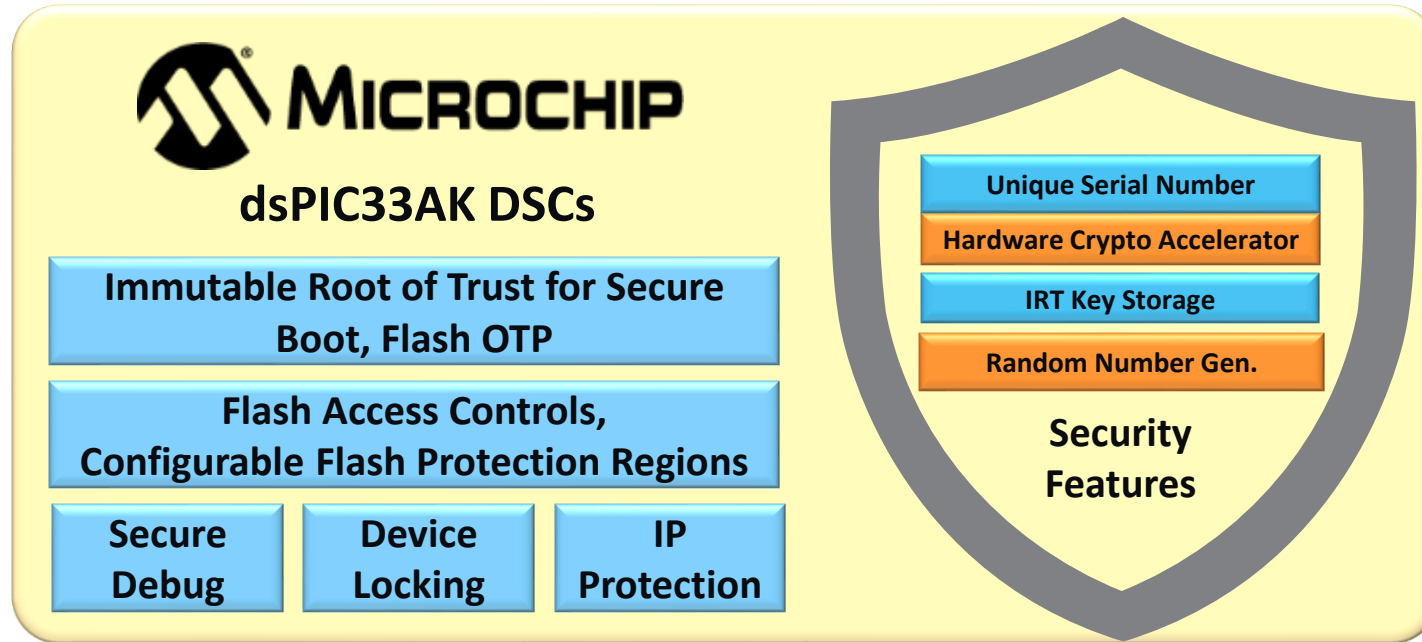 ®
MICROCHIP
dsPIC33AK DSCs
Immutable Root of Trust for Secure
Boot, Flash OTP
Flash Access Controls,
Configurable Flash Protection Regions
Secure
Debug
Device
Locking
IP
Protection
Unique Serial Number
Hardware Crypto Accelerator
IRT Key Storage
Random Number Gen.
Security
Features